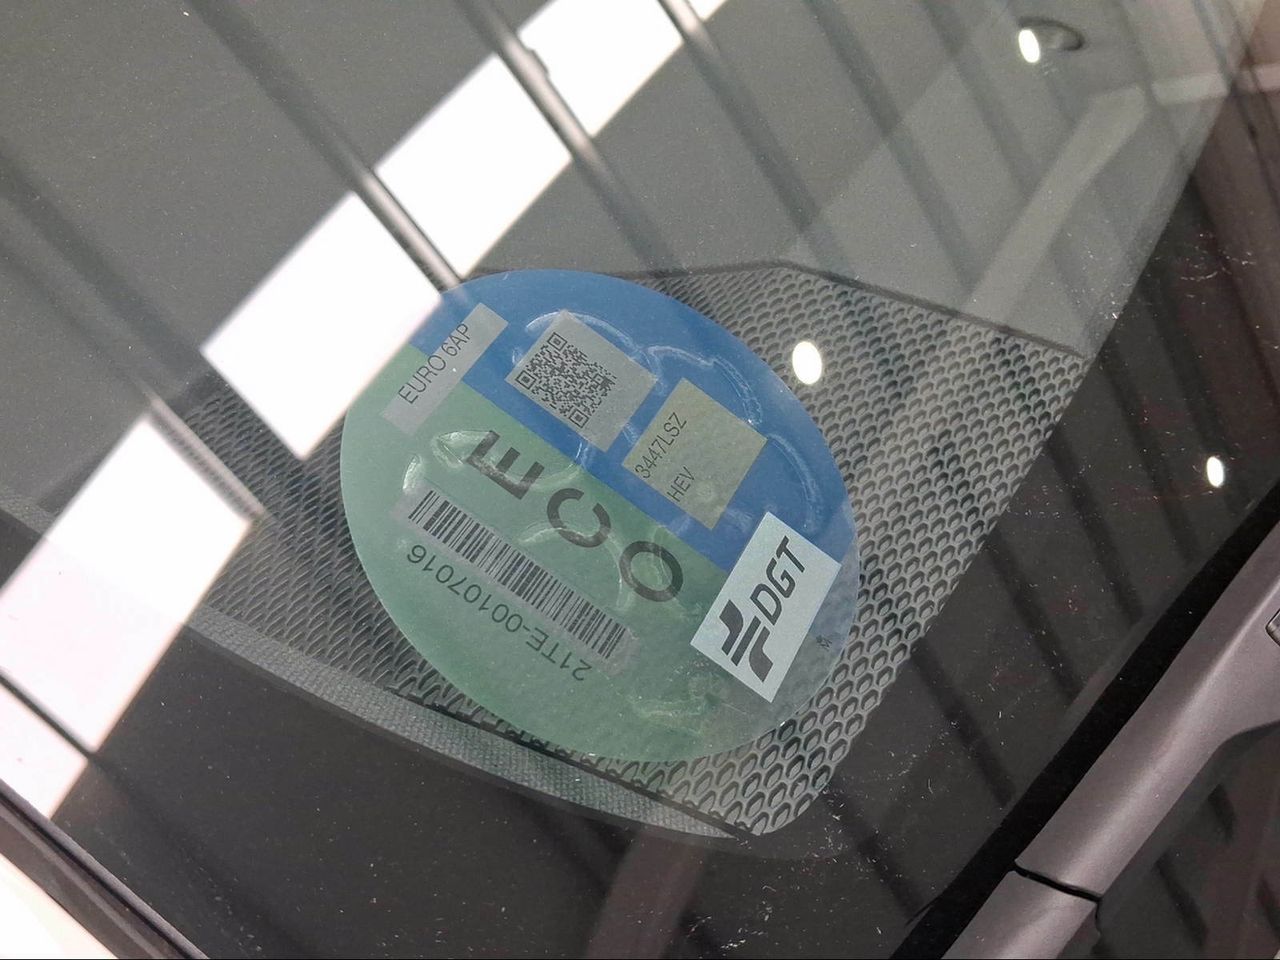 EURO 6AP
3447LSZ
HEV
ECO
21TE-00107016
DGT